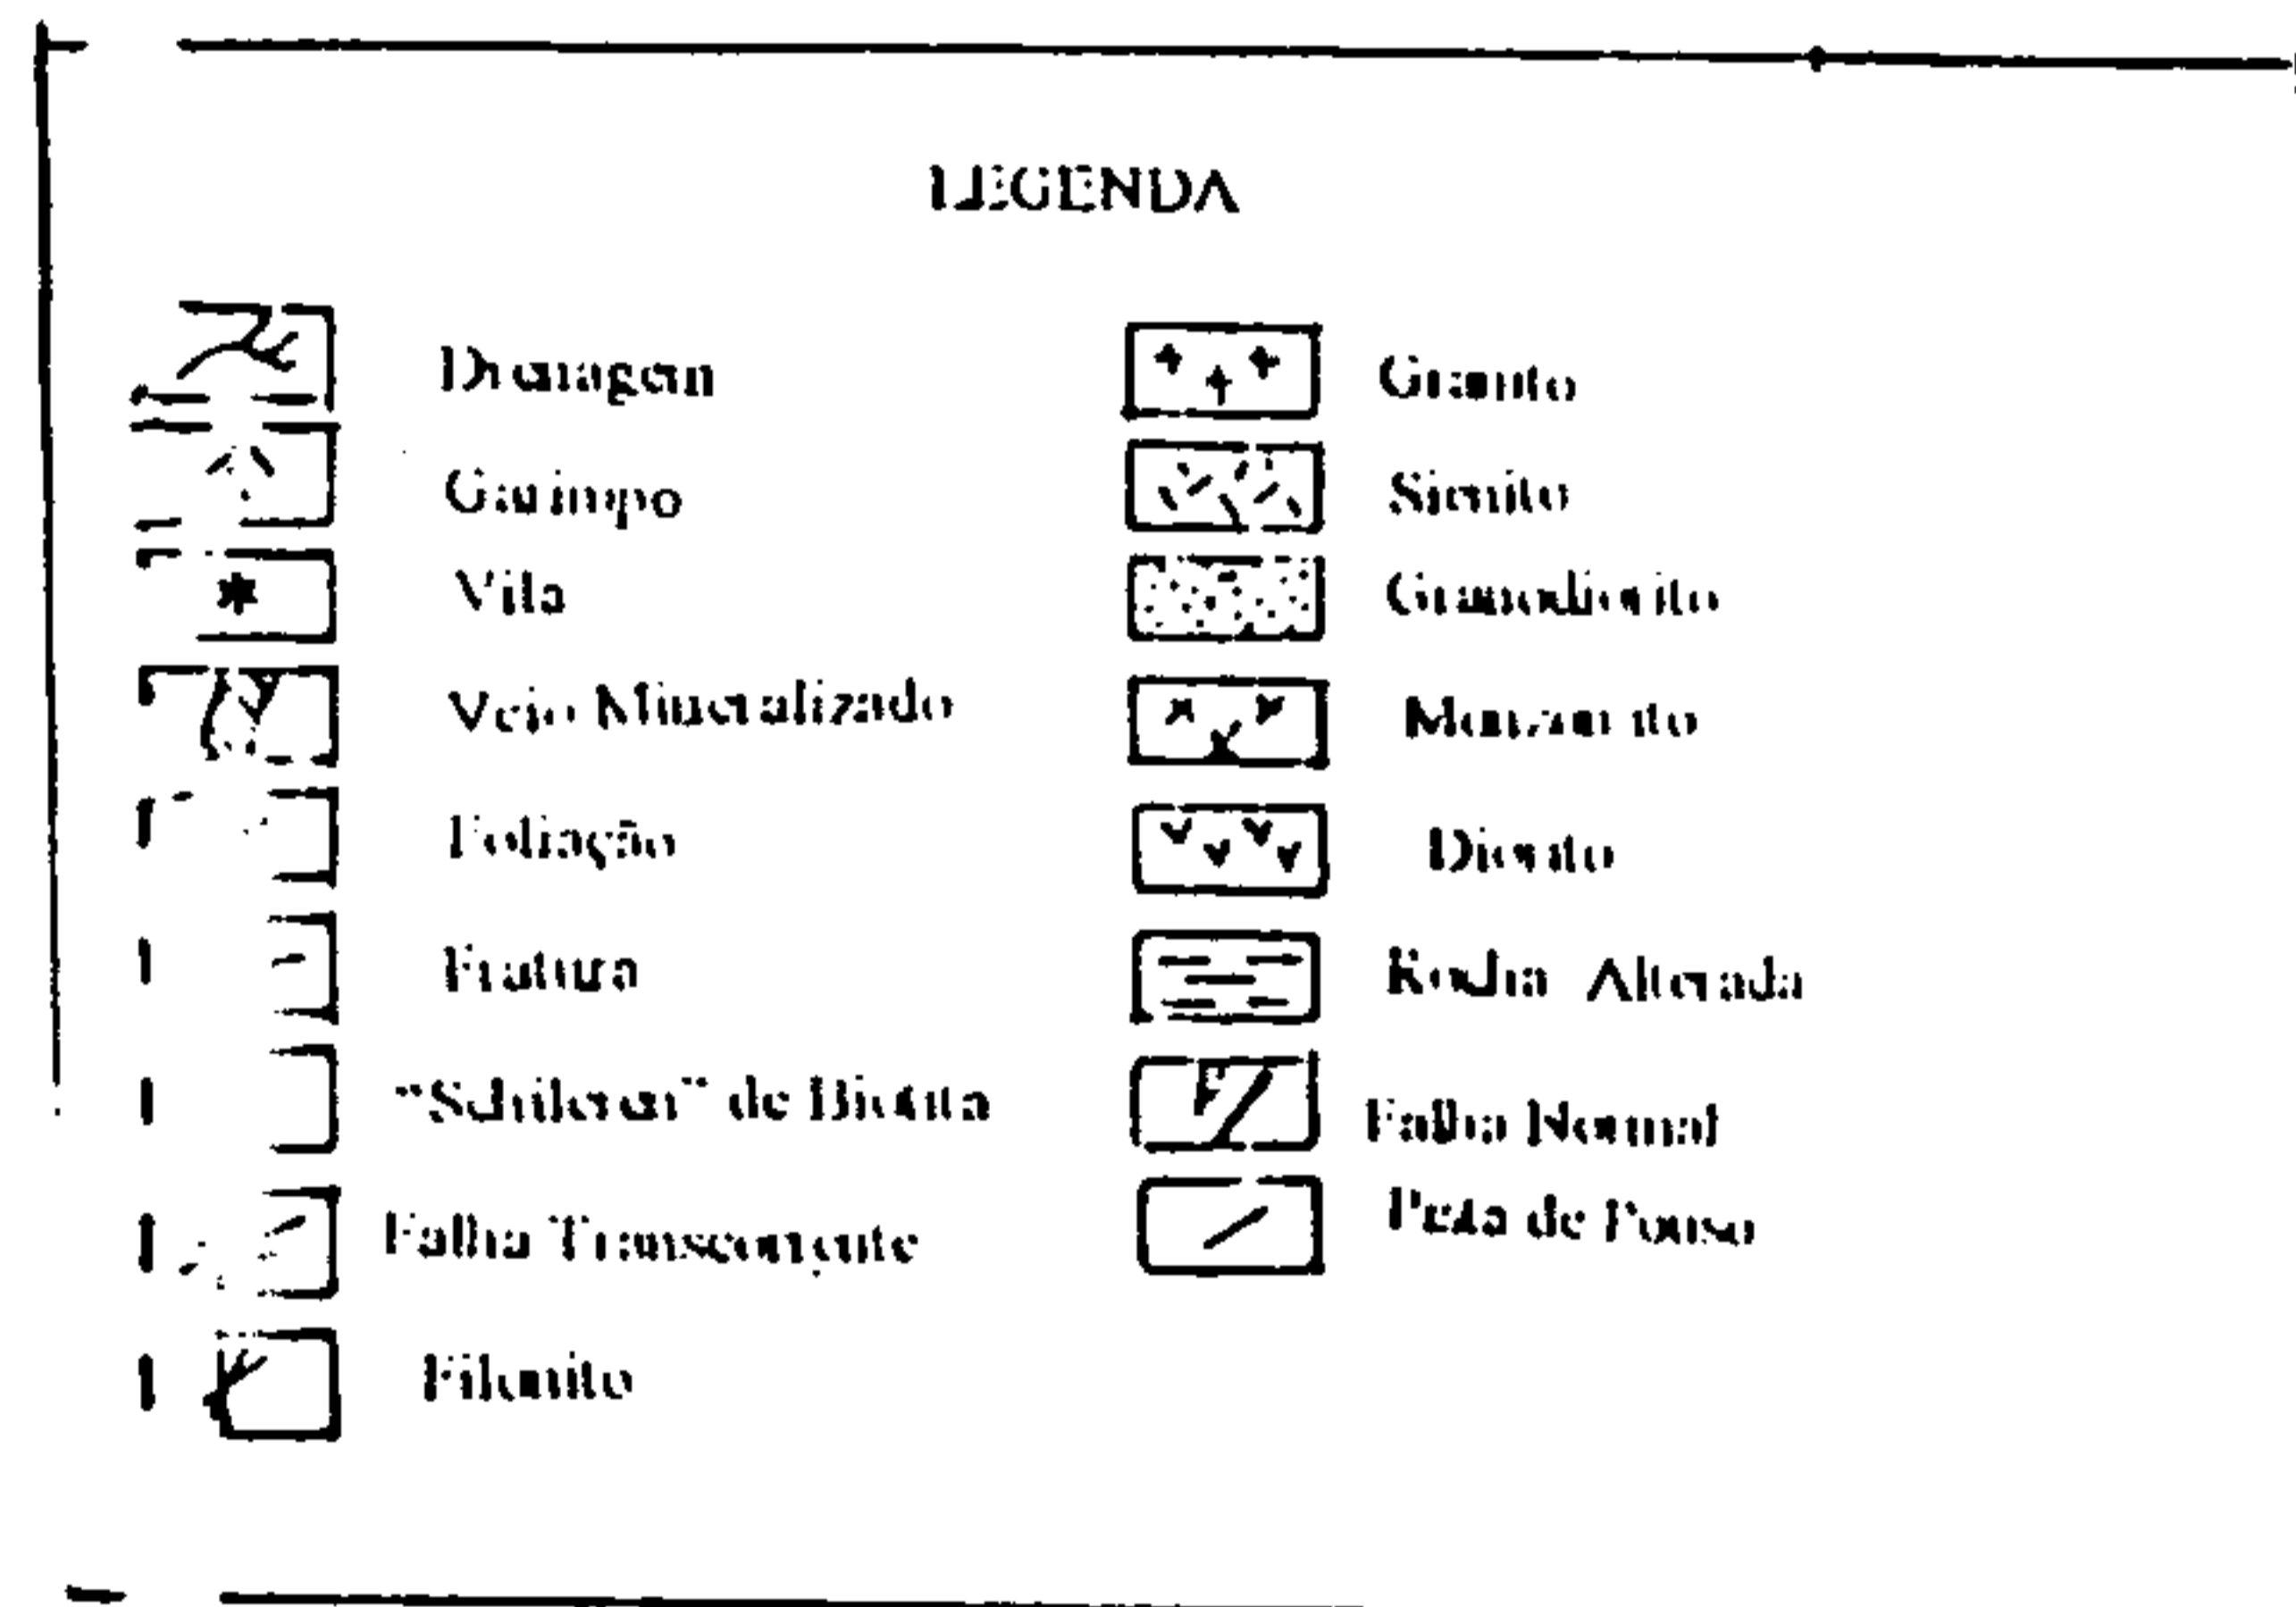 LEGENDA
Drenagem
Garimpo
Vila
Veio Mineralizado
Foliação
Fratura
"Schilieren" de Biotita
Falha Transcorrente
Filonito
Granito
Sienito
Granodiorito
Monzonito
Diorito
Rocha Alterada
Falha Normal
Pista de Pouso